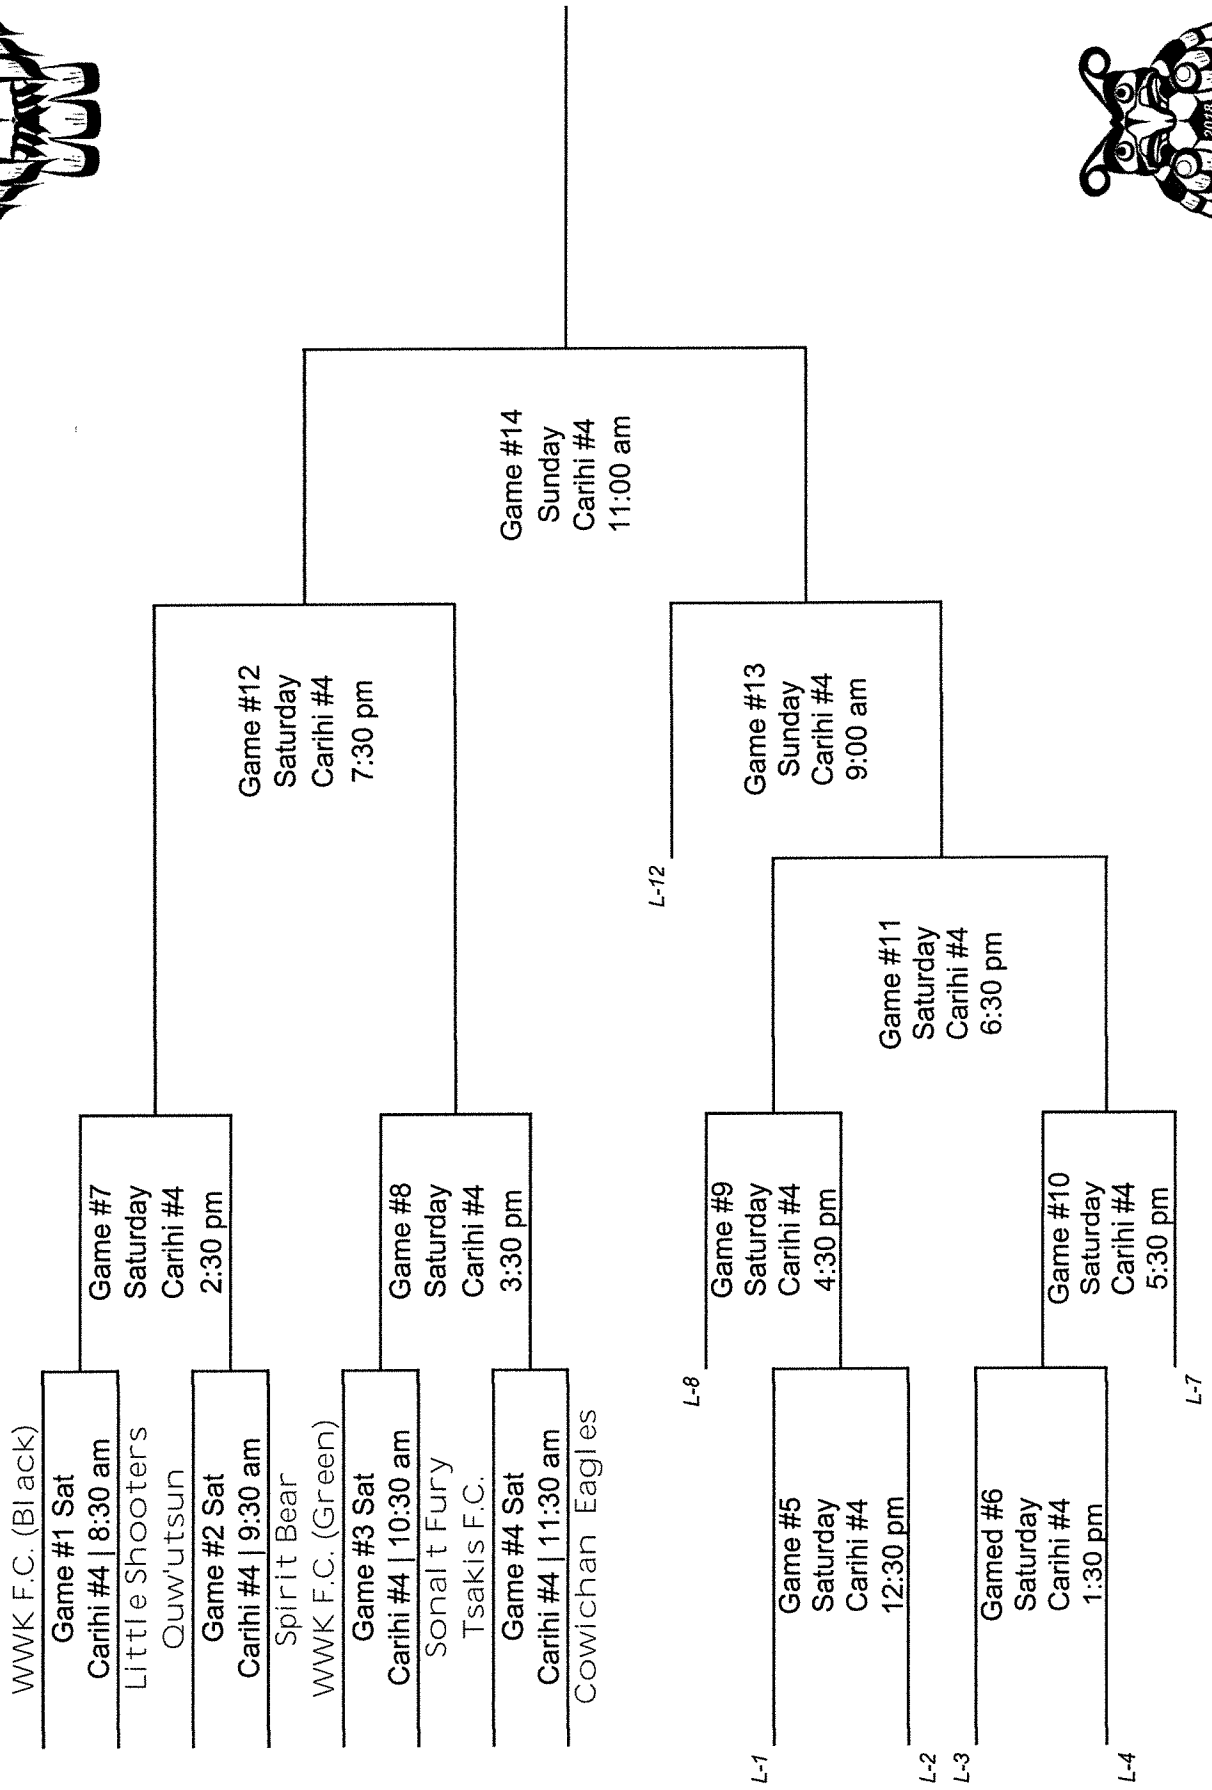 WWK F.C. (Black)
Game #1 Sat
Carihi #4 | 8:30 am
Little Shooters
Quw'utsun
Game #2 Sat
Carihi #4 | 9:30 am
Spirit Bear
WWK F.C. (Green)
Game #3 Sat
Carihi #4 | 10:30 am
Sonalt Fury
Tsakis F.C.
Game #4 Sat
Carihi #4 | 11:30 am
Cowichan Eagles
L-1
Game #5
Saturday
Carihi #4
12:30 pm
L-2
L-3
Gamed #6
Saturday
Carihi #4
1:30 pm
L-4
Game #7
Saturday
Carihi #4
2:30 pm
Game #8
Saturday
Carihi #4
3:30 pm
L-8
Game #9
Saturday
Carihi #4
4:30 pm
Game #10
Saturday
Carihi #4
5:30 pm
L-7
Game #11
Saturday
Carihi #4
6:30 pm
Game #12
Saturday
Carihi #4
7:30 pm
L-12
Game #13
Sunday
Carihi #4
9:00 am
Game #14
Sunday
Carihi #4
11:00 am
2018